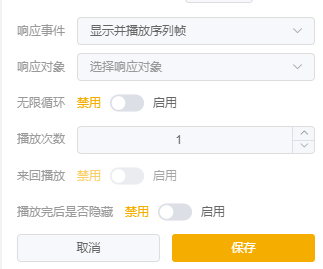 响应事件 显示并播放序列帧
响应对象 选择响应对象
无限循环 禁用 启用
播放次数 1
来回播放 禁用 启用
播放完后是否隐藏 禁用 启用
取消 保存